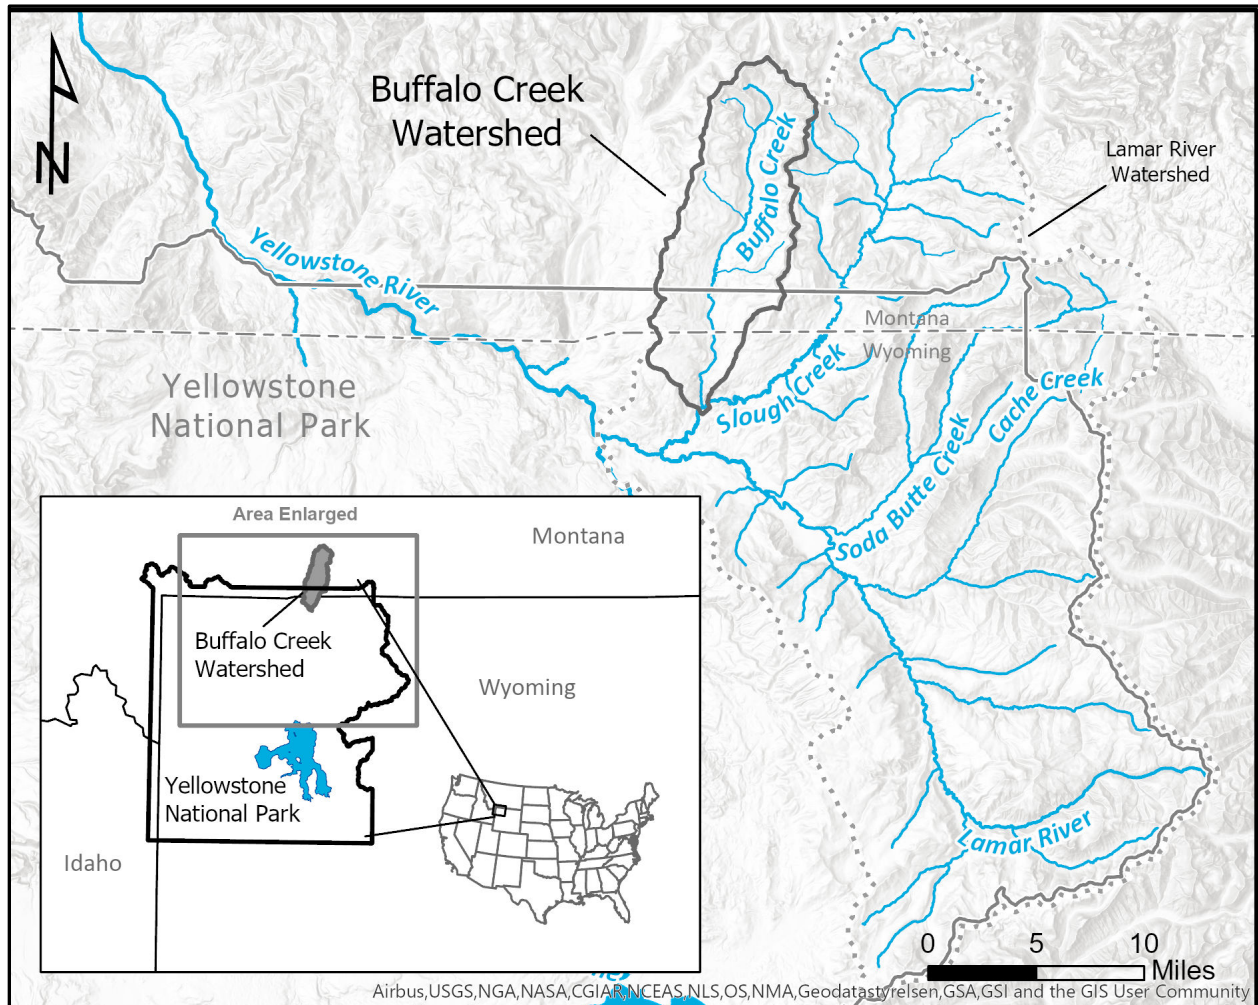 N
Buffalo Creek
Watershed
Buffalo Creek
Lamar River
Watershed
Yellowstone River
Montana
Wyoming
Yellowstone
National Park
Slough Creek
Cache Creek
Soda Butte Creek
Lamar River
Area Enlarged
Montana
Buffalo Creek
Watershed
Wyoming
Yellowstone
National Park
Idaho
0 5 10
Miles
Airbus,USGS,NGA,NASA,CGIAR,NCEAS,NLS,OS,NMA,Geodatastyrelsen,GSA,GSI and the GIS User Community